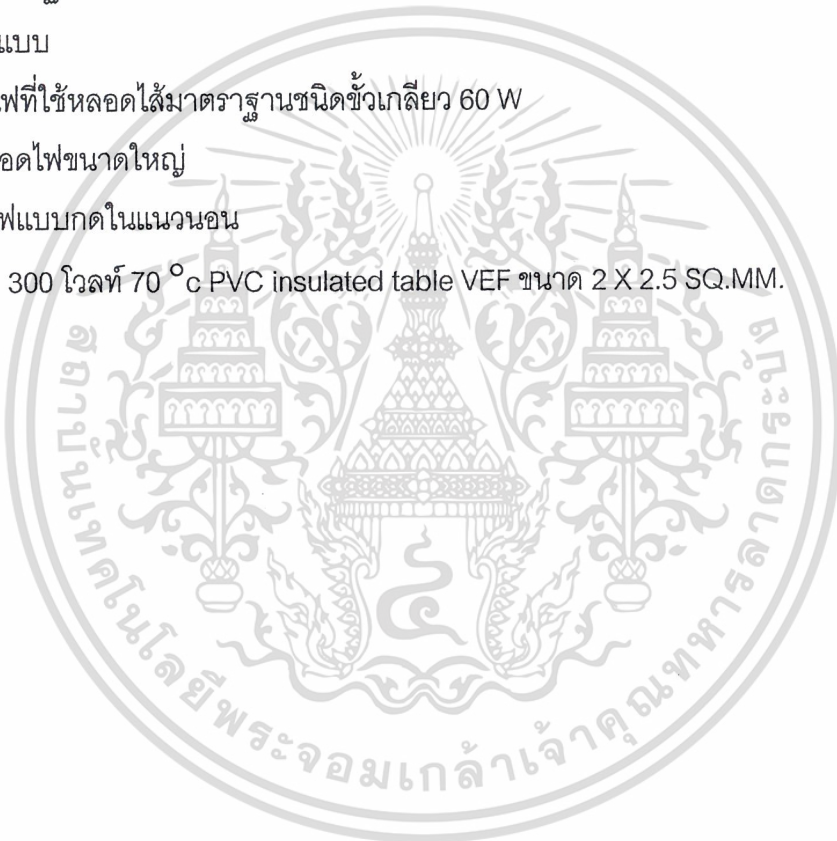 แบบ
ฟที่ใช้หลอดไส้มาตราฐานชนิดขั้วเกลียว 60 W
อดไฟขนาดใหญ่
ฟแบบกดในแนวนอน
300 โวลท์ 70 °c PVC insulated table VEF ขนาด 2 X 2.5 SQ.MM.
สถาบันเทคโนโลยีพระจอมเกล้าเจ้าคุณทหารลาดกระบัง